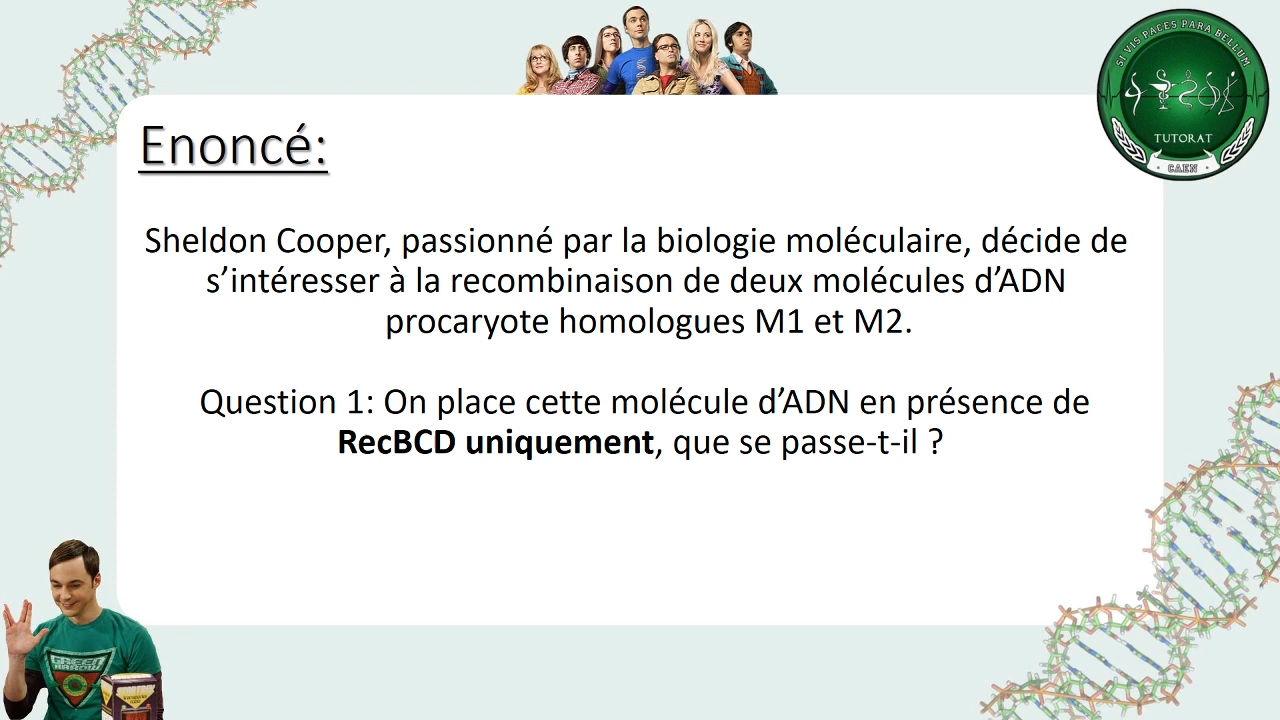 SI VIS PACES PARA BELLUM
TUTORAT
CAEN
Enoncé:
Sheldon Cooper, passionné par la biologie moléculaire, décide de
s’intéresser à la recombinaison de deux molécules d’ADN
procaryote homologues M1 et M2.
Question 1: On place cette molécule d’ADN en présence de
RecBCD uniquement, que se passe-t-il ?
GREEN